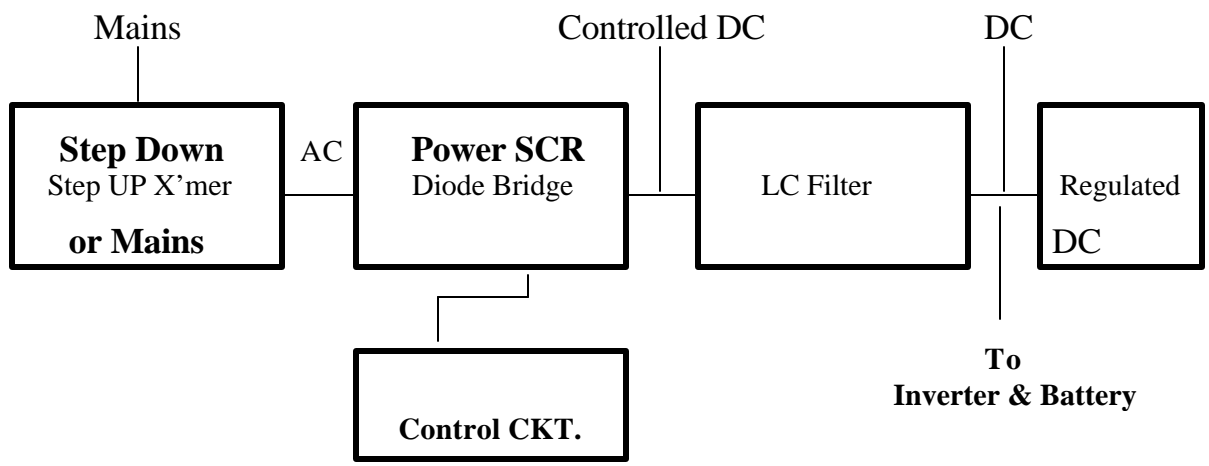 Mains
Controlled DC
DC
Step Down
Step UP X’mer
or Mains
AC
Power SCR
Diode Bridge
LC Filter
Regulated
DC
Control CKT.
To
Inverter & Battery